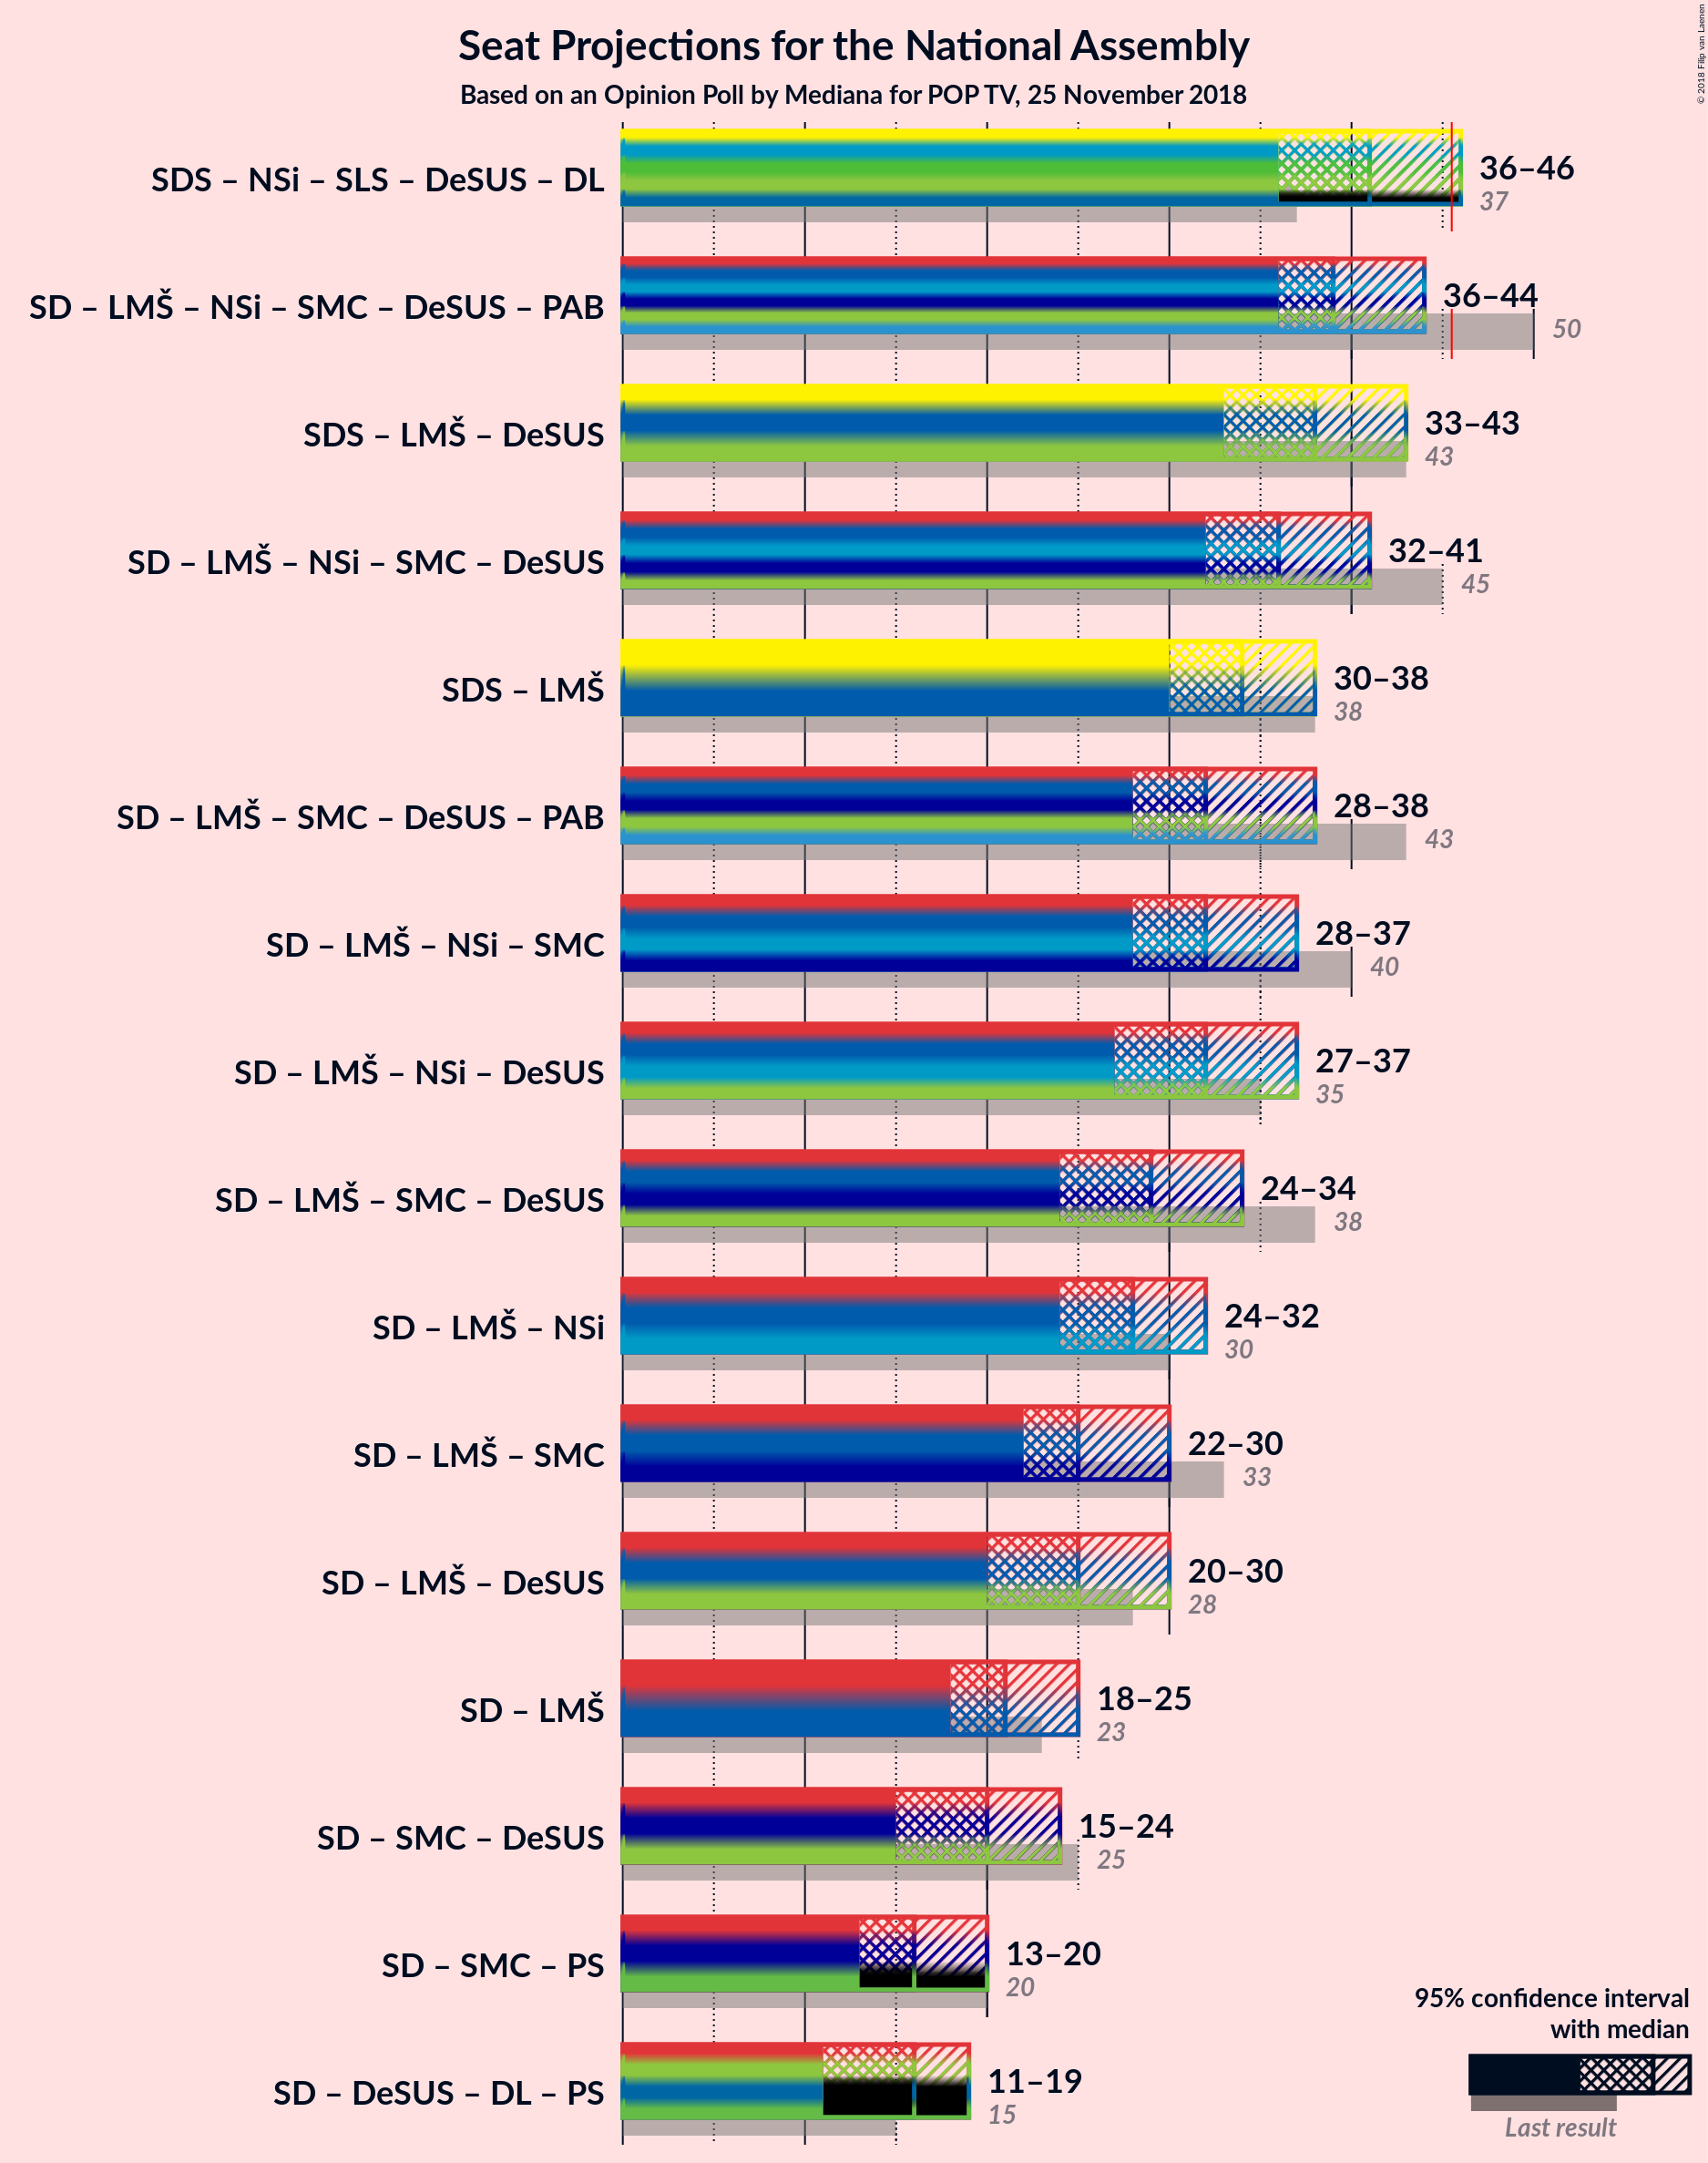 Seat Projections for the National Assembly
Based on an Opinion Poll by Mediana for POP TV, 25 November 2018
© 2018 Filip van Laenen
SDS – NSi – SLS – DeSUS – DL
36–46
37
SD – LMŠ – NSi – SMC – DeSUS – PAB
36–44
50
SDS – LMŠ – DeSUS
33–43
43
SD – LMŠ – NSi – SMC – DeSUS
32–41
45
SDS – LMŠ
30–38
38
SD – LMŠ – SMC – DeSUS – PAB
28–38
43
SD – LMŠ – NSi – SMC
28–37
40
SD – LMŠ – NSi – DeSUS
27–37
35
SD – LMŠ – SMC – DeSUS
24–34
38
SD – LMŠ – NSi
24–32
30
SD – LMŠ – SMC
22–30
33
SD – LMŠ – DeSUS
20–30
28
SD – LMŠ
18–25
23
SD – SMC – DeSUS
15–24
25
SD – SMC – PS
13–20
20
SD – DeSUS – DL – PS
11–19
15
95% confidence interval
with median
Last result